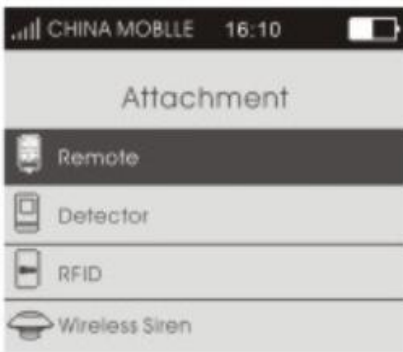 CHINA MOBLLE 16:10
Attachment
Remote
Detector
RFID
Wireless Siren